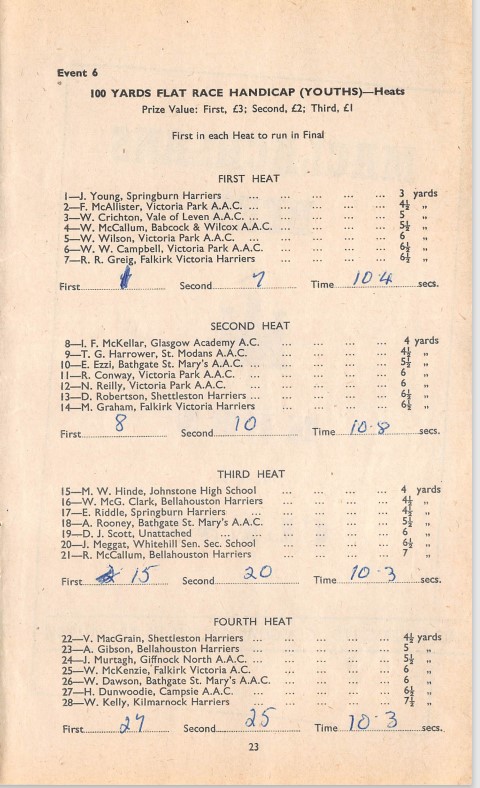 Event 6
100 YARDS FLAT RACE HANDICAP (YOUTHS)—Heats
Prize Value: First, £3; Second, £2; Third, £1
First in each Heat to run in Final
FIRST HEAT
1—J. Young, Springburn Harriers ... ... ... ... 3 yards
2—F. McAllister, Victoria Park A.A.C. ... ... ... ... 4½ „
3—W. Crichton, Vale of Leven A.A.C. ... ... ... ... 5 „
4—W. McCallum, Babcock & Wilcox A.A.C. ... ... ... ... 5½ „
5—W. Wilson, Victoria Park A.A.C. ... ... ... ... 6 „
6—W. W. Campbell, Victoria Park A.A.C. ... ... ... 6½ „
7—R. R. Greig, Falkirk Victoria Harriers ... ... ... 6½ „
First 1 Second 7 Time 10.4 secs.
SECOND HEAT
8—I. F. McKellar, Glasgow Academy A.C. ... ... ... ... 4 yards
9—T. G. Harrower, St. Modans A.A.C. ... ... ... ... 4½ „
10—E. Ezzi, Bathgate St. Mary's A.A.C. ... ... ... ... 5½ „
11—R. Conway, Victoria Park A.A.C. ... ... ... ... 6 „
12—N. Reilly, Victoria Park A.A.C. ... ... ... ... 6 „
13—D. Robertson, Shettleston Harriers ... ... ... ... 6½ „
14—M. Graham, Falkirk Victoria Harriers ... ... ... ... 6½ „
First 8 Second 10 Time 10.8 secs.
THIRD HEAT
15—M. W. Hinde, Johnstone High School ... ... ... ... 4 yards
16—W. McG. Clark, Bellahouston Harriers ... ... ... ... 4½ „
17—E. Riddle, Springburn Harriers ... ... ... ... 4½ „
18—A. Rooney, Bathgate St. Mary's A.A.C. ... ... ... ... 5½ „
19—D. J. Scott, Unattached ... ... ... ... ... 6 „
20—J. Meggat, Whitehill Sen. Sec. School ... ... ... ... 6½ „
21—R. McCallum, Bellahouston Harriers ... ... ... ... 7 „
First 15 Second 20 Time 10.3 secs.
FOURTH HEAT
22—V. MacGrain, Shettleston Harriers ... ... ... ... ... 4½ yards
23—A. Gibson, Bellahouston Harriers ... ... ... ... ... 5 „
24—J. Murtagh, Giffnock North A.A.C. ... ... ... ... ... 5½ „
25—W. McKenzie, Falkirk Victoria A.C. ... ... ... ... 6 „
26—W. Dawson, Bathgate St. Mary's A.A.C. ... ... ... ... 6 „
27—H. Dunwoodie, Campsie A.A.C. ... ... ... ... 6½ „
28—W. Kelly, Kilmarnock Harriers ... ... ... ... 7½ „
First 27 Second 25 Time 10.3 secs.
23